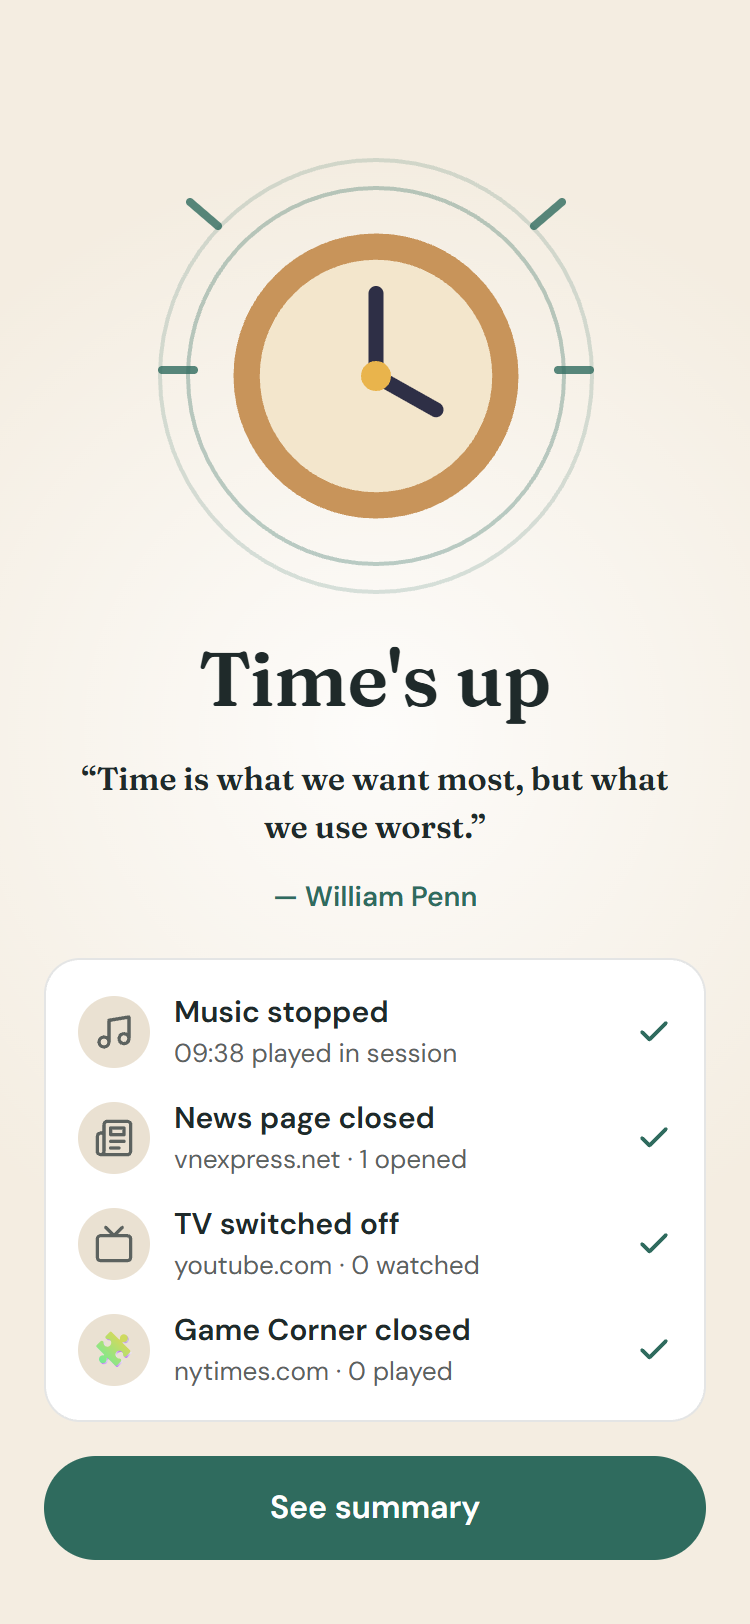 Time's up
“Time is what we want most, but what
we use worst.”
— William Penn
Music stopped
09:38 played in session
News page closed
vnexpress.net · 1 opened
TV switched off
youtube.com · 0 watched
Game Corner closed
nytimes.com · 0 played
See summary